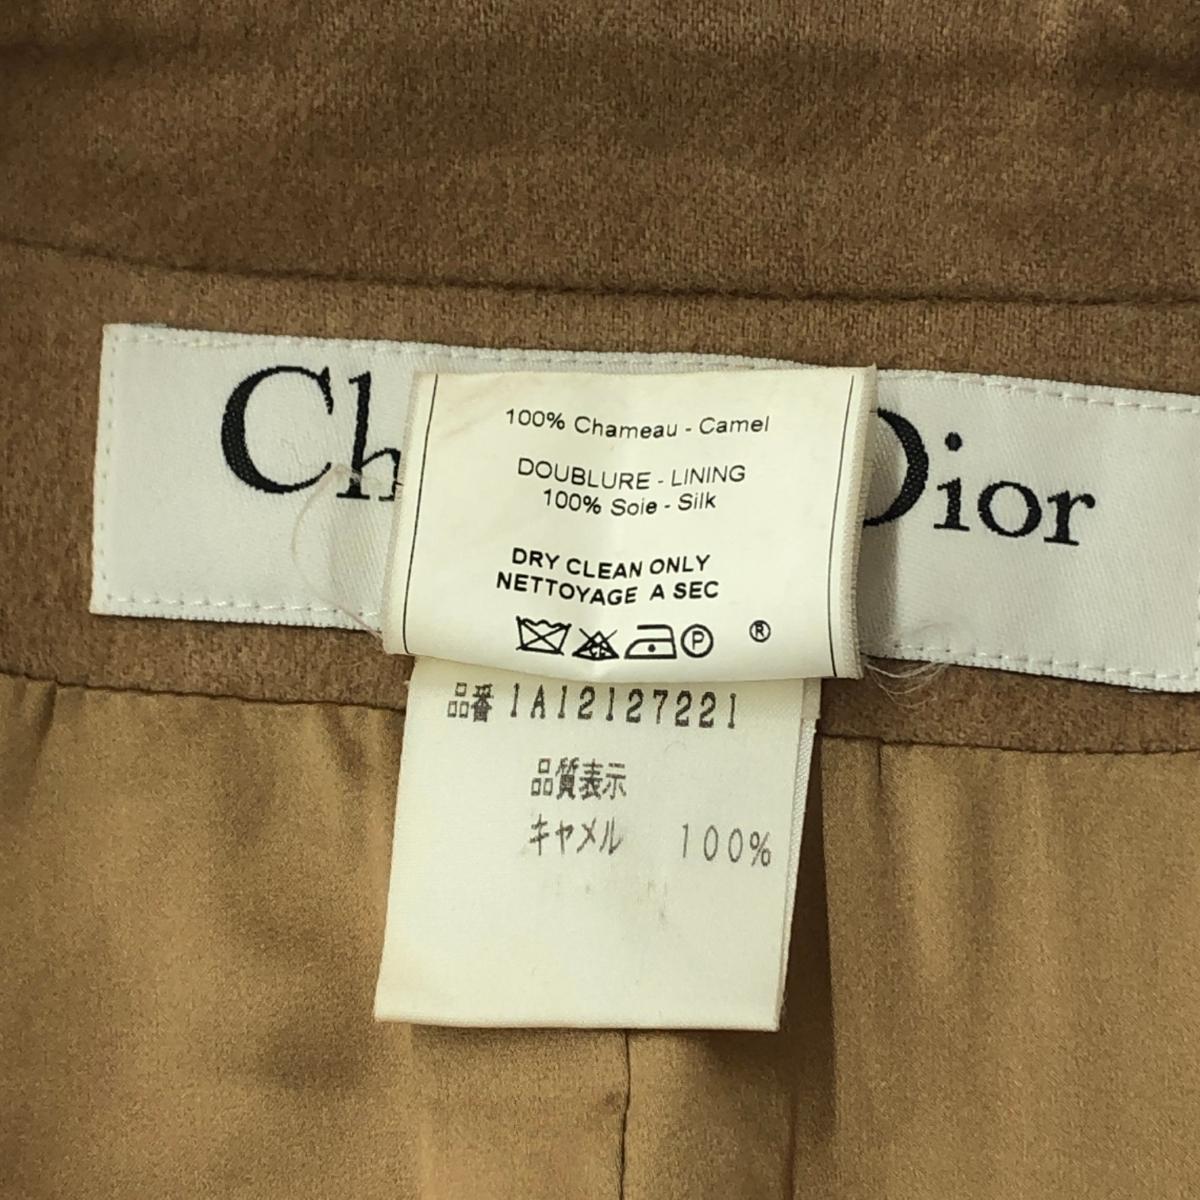 Ch Dior
100% Chameau - Camel
DOUBLURE - LINING
100% Soie - Silk
DRY CLEAN ONLY
NETTOYAGE A SEC
P ®
品番 1A12127221
品質表示
キャメル 100%